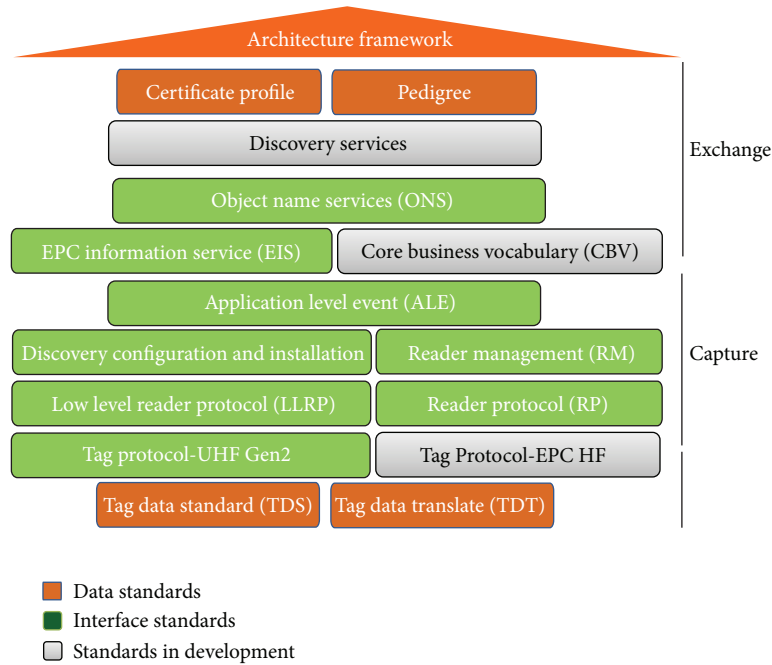 Architecture framework
Certificate profile
Pedigree
Discovery services
Exchange
Object name services (ONS)
EPC information service (EIS)
Core business vocabulary (CBV)
Application level event (ALE)
Discovery configuration and installation
Reader management (RM)
Capture
Low level reader protocol (LLRP)
Reader protocol (RP)
Tag protocol-UHF Gen2
Tag Protocol-EPC HF
Tag data standard (TDS)
Tag data translate (TDT)
Data standards
Interface standards
Standards in development